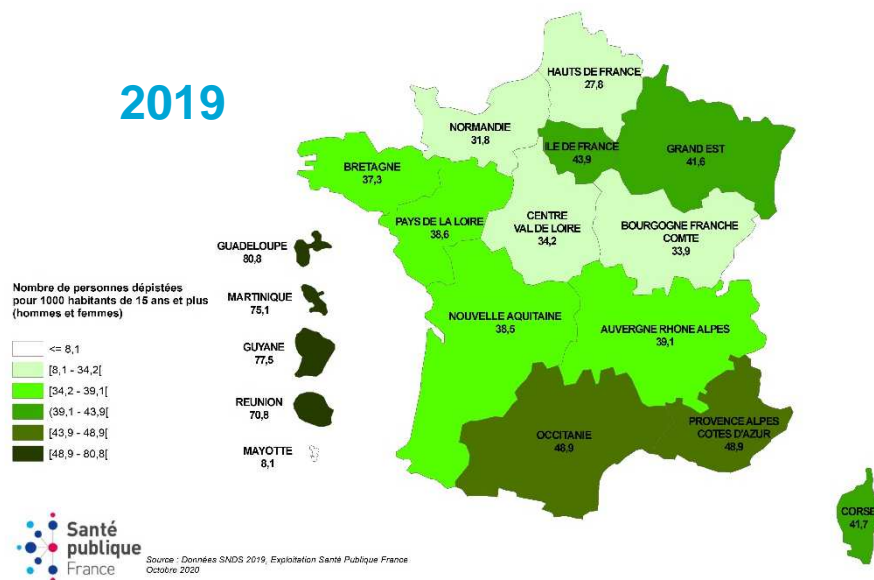 2019
HAUTS DE FRANCE
27,8
NORMANDIE
31,8
ILE DE FRANCE
43,9
GRAND EST
41,6
BRETAGNE
37,3
PAYS DE LA LOIRE
38,6
CENTRE
VAL DE LOIRE
34,2
BOURGOGNE FRANCHE
COMTE
33,9
GUADELOUPE
80,8
MARTINIQUE
75,1
GUYANE
77,5
REUNION
70,8
MAYOTTE
8,1
NOUVELLE AQUITAINE
38,5
AUVERGNE RHONE ALPES
39,1
OCCITANIE
48,9
PROVENCE ALPES
COTES D'AZUR
48,9
CORSE
41,7
Nombre de personnes dépistées
pour 1000 habitants de 15 ans et plus
(hommes et femmes)
<= 8,1
[8,1 - 34,2[
[34,2 - 39,1[
(39,1 - 43,9[
[43,9 - 48,9[
[48,9 - 80,8[
Santé
publique
France
Source : Données SNDS 2019, Exploitation Santé Publique France
Octobre 2020